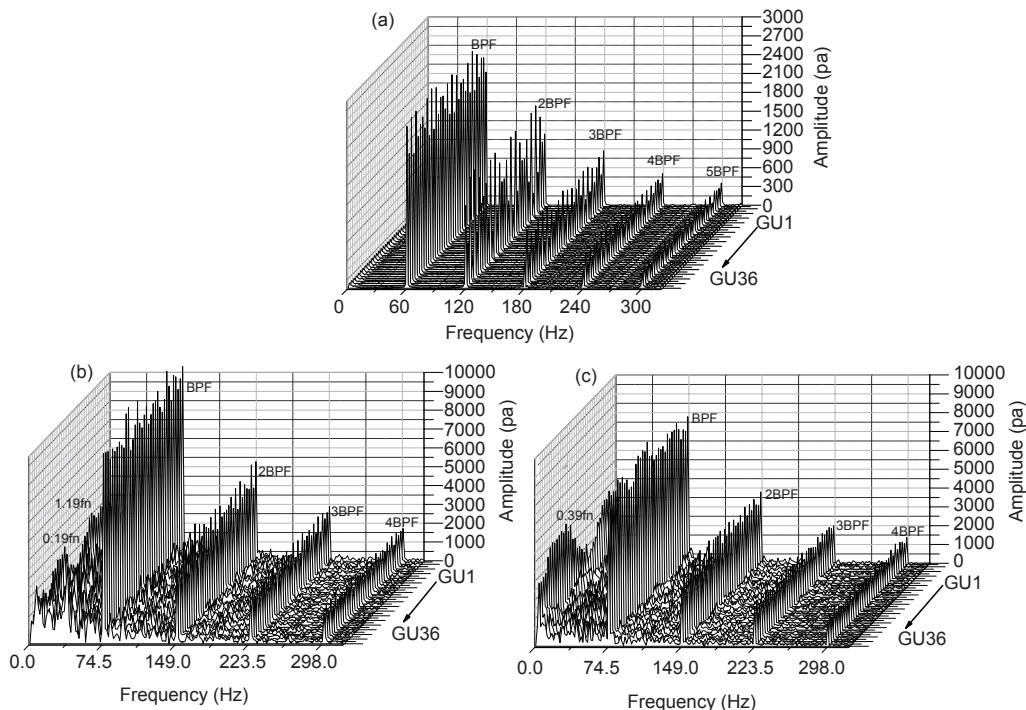 (a)
BPF
2BPF
3BPF
4BPF
5BPF
3000
2700
2400
2100
1800
1500
1200
900
600
300
0
Amplitude (pa)
GU1
GU36
0
60
120
180
240
300
Frequency (Hz)
(b)
BPF
2BPF
3BPF
4BPF
1.19fn
0.19fn
10000
9000
8000
7000
6000
5000
4000
3000
2000
1000
0
Amplitude (pa)
GU1
GU36
0.0
74.5
149.0
223.5
298.0
Frequency (Hz)
(c)
BPF
2BPF
3BPF
4BPF
0.39fn
10000
9000
8000
7000
6000
5000
4000
3000
2000
1000
0
Amplitude (pa)
GU1
GU36
0.0
74.5
149.0
223.5
298.0
Frequency (Hz)